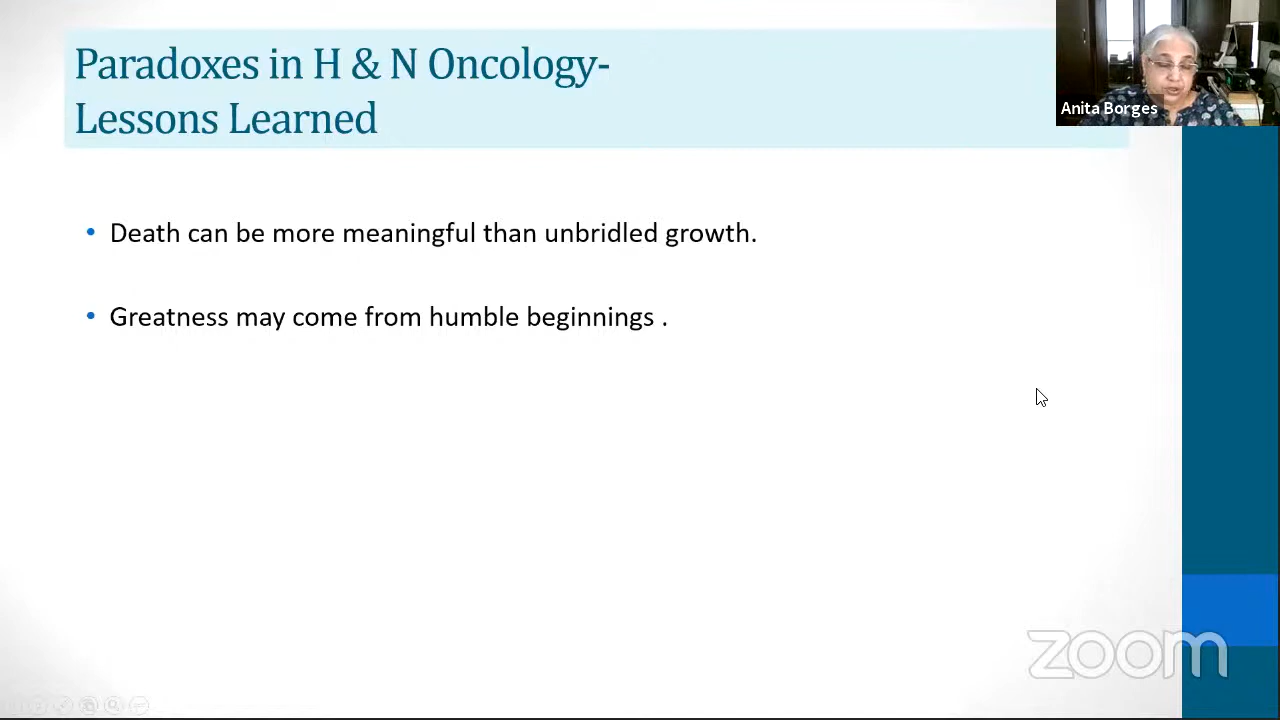 Paradoxes in H & N Oncology-
Lessons Learned
Anita Borges
• Death can be more meaningful than unbridled growth.
• Greatness may come from humble beginnings .
zoom